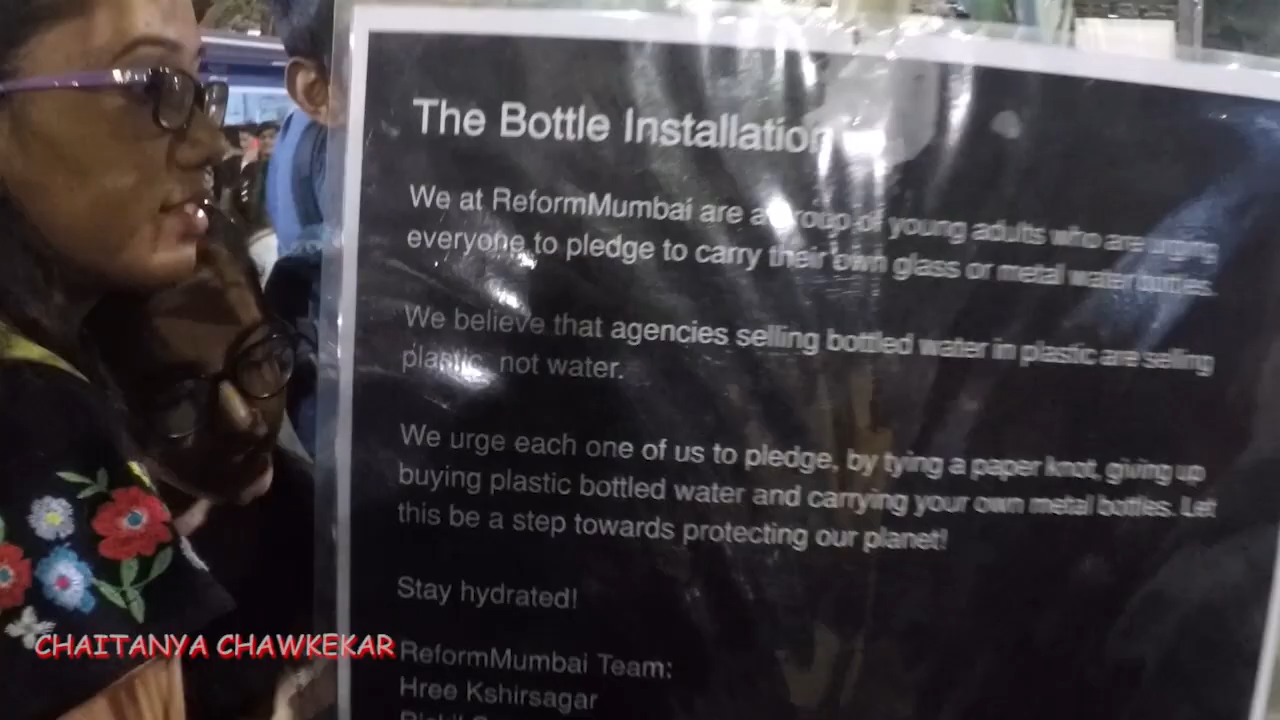 The Bottle Installation
We at ReformMumbai are a group of young adults who are urging
everyone to pledge to carry their own glass or metal water bottles.
We believe that agencies selling bottled water in plastic are selling
plastic, not water.
We urge each one of us to pledge, by tying a paper knot, giving up
buying plastic bottled water and carrying your own metal bottles. Let
this be a step towards protecting our planet!
Stay hydrated!
CHAITANYA CHAWKEKAR
ReformMumbai Team:
Hree Kshirsagar